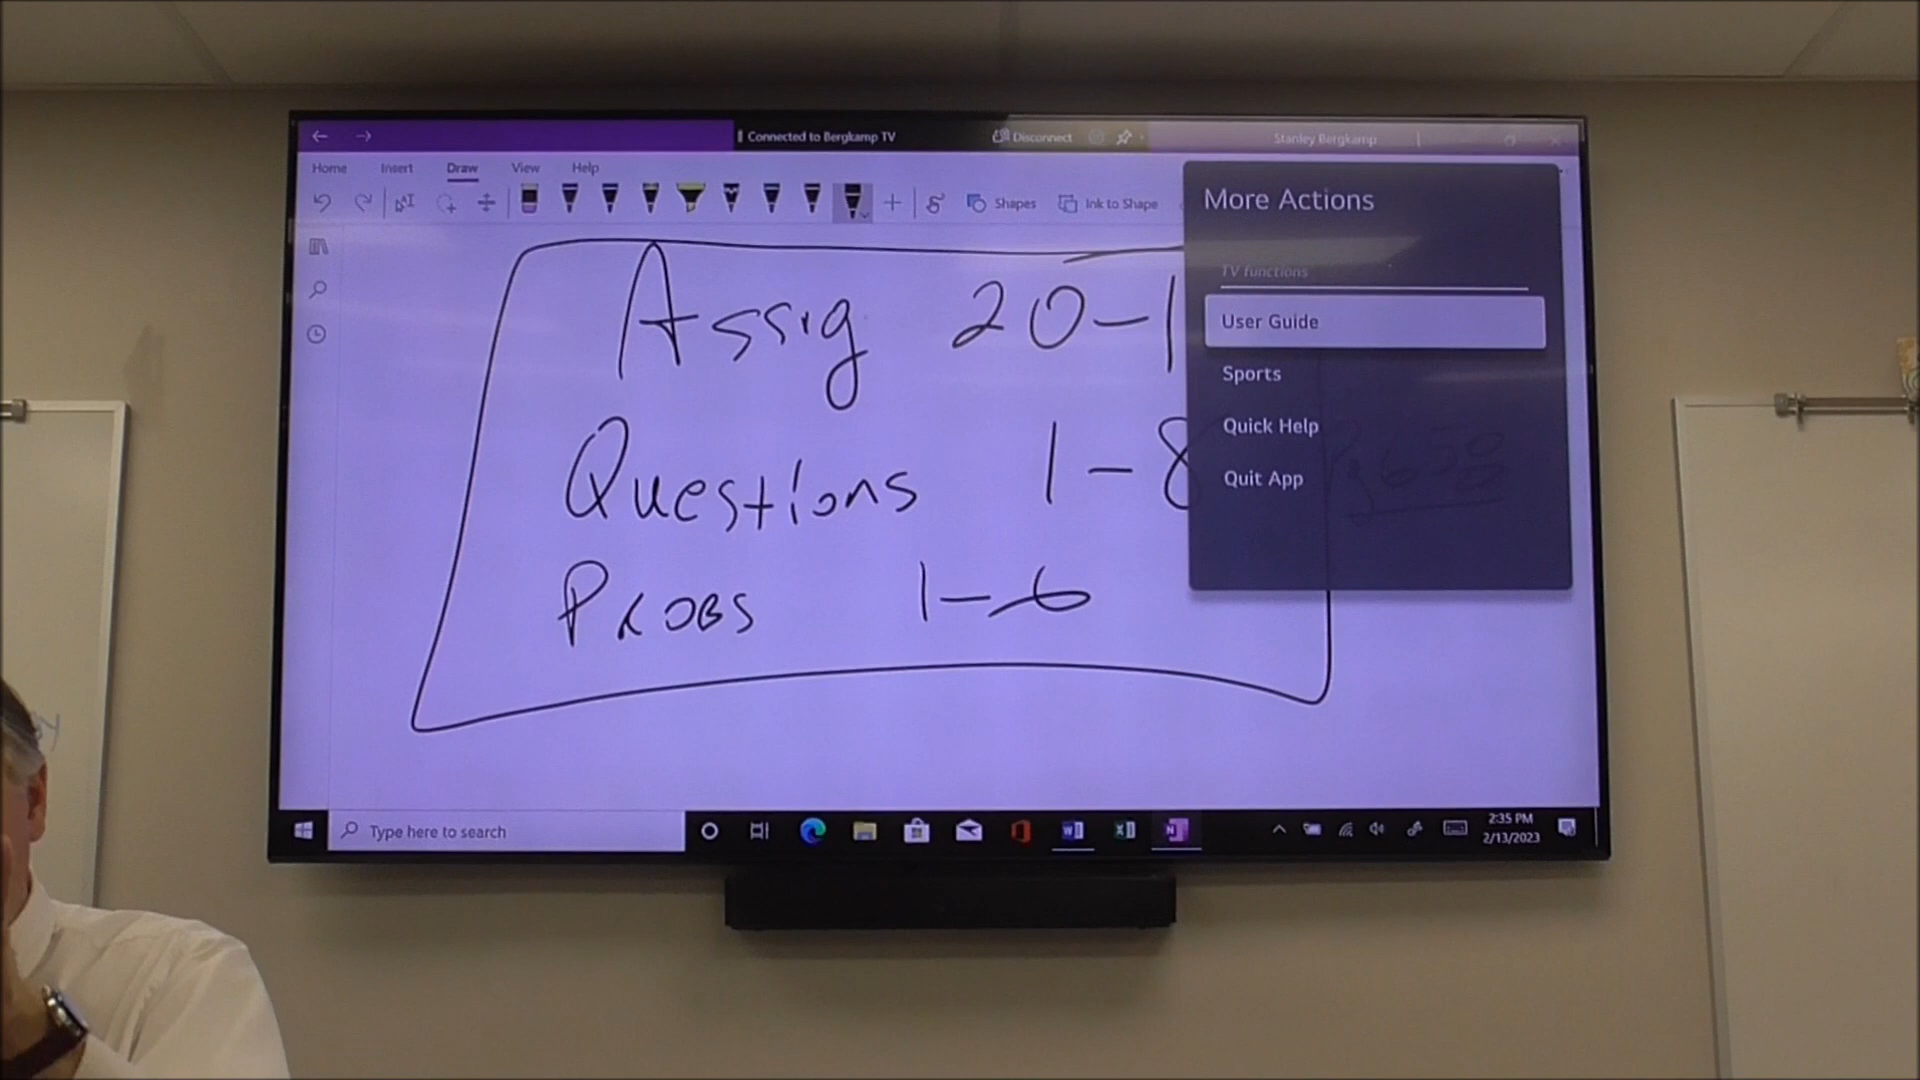 Connected to Bergkamp TV
Disconnect
Stanley Bergkamp
Home Insert Draw View Help
Shapes
Ink to Shape
More Actions
TV functions
User Guide
Sports
Quick Help
Quit App
Assig 20-1
Questions 1-8
PROBS 1-6
Pg 650
Type here to search
2:35 PM
2/13/2023